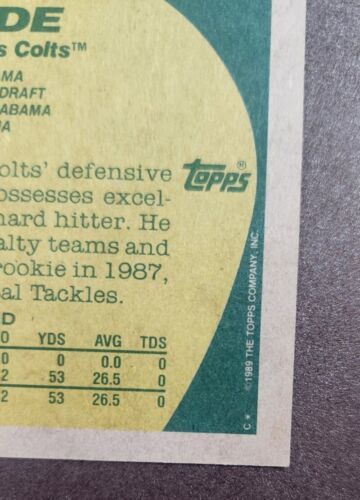 DE
s Colts™
AMA
DRAFT
LABAMA
NA
olts' defensive
ossesses excel-
hard hitter. He
alty teams and
rookie in 1987,
al Tackles.
Topps®
D
O YDS AVG TDS
0 0 0.0 0
2 53 26.5 0
2 53 26.5 0
©1989 THE TOPPS COMPANY, INC.
C *